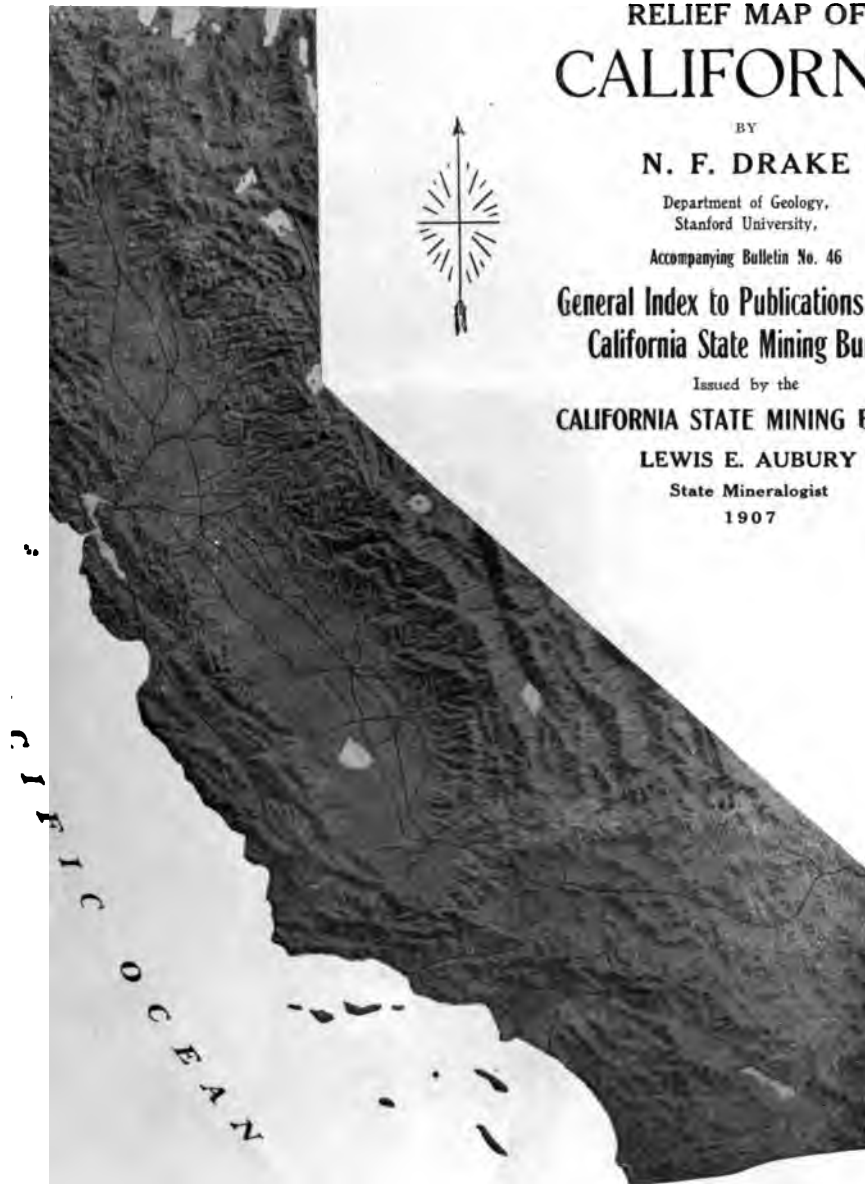 RELIEF MAP OF
CALIFORN
BY
N. F. DRAKE
Department of Geology,
Stanford University,
Accompanying Bulletin No. 46
General Index to Publications
California State Mining Bu
Issued by the
CALIFORNIA STATE MINING
LEWIS E. AUBURY
State Mineralogist
1907
CIFIC OCEAN